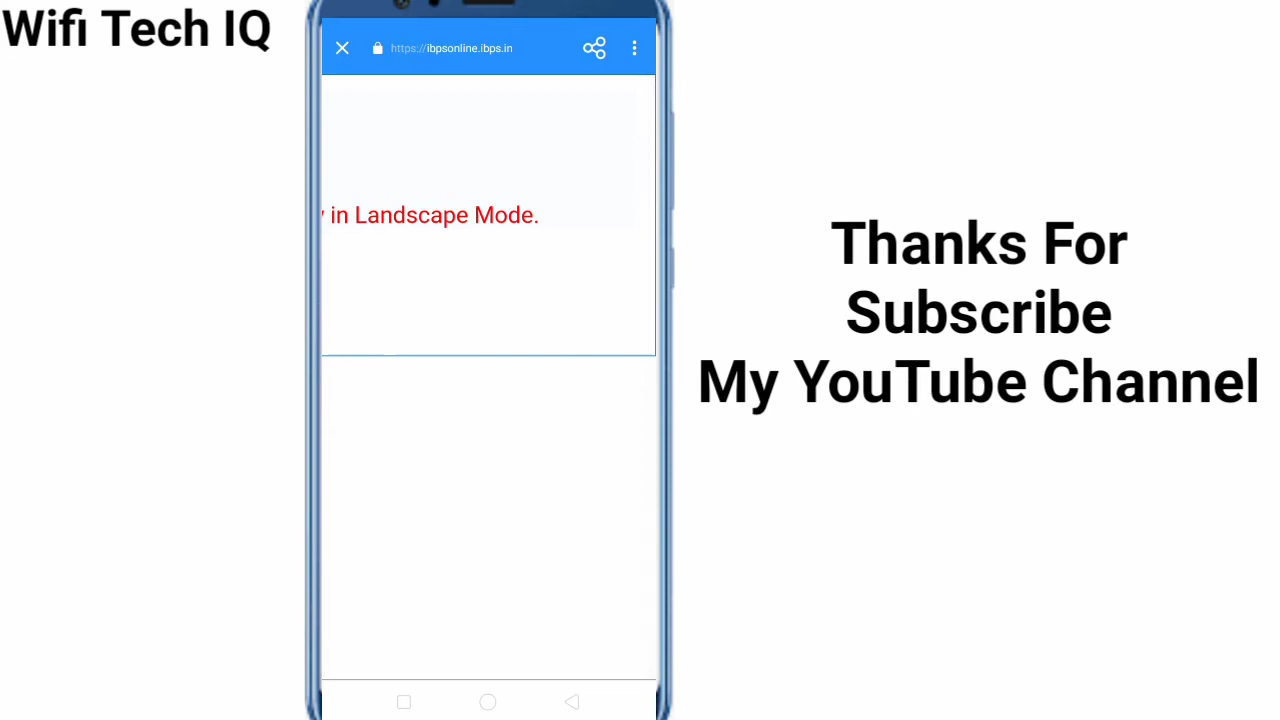 Wifi Tech IQ
https://ibpsonline.ibps.in
in Landscape Mode.
Thanks For
Subscribe
My YouTube Channel